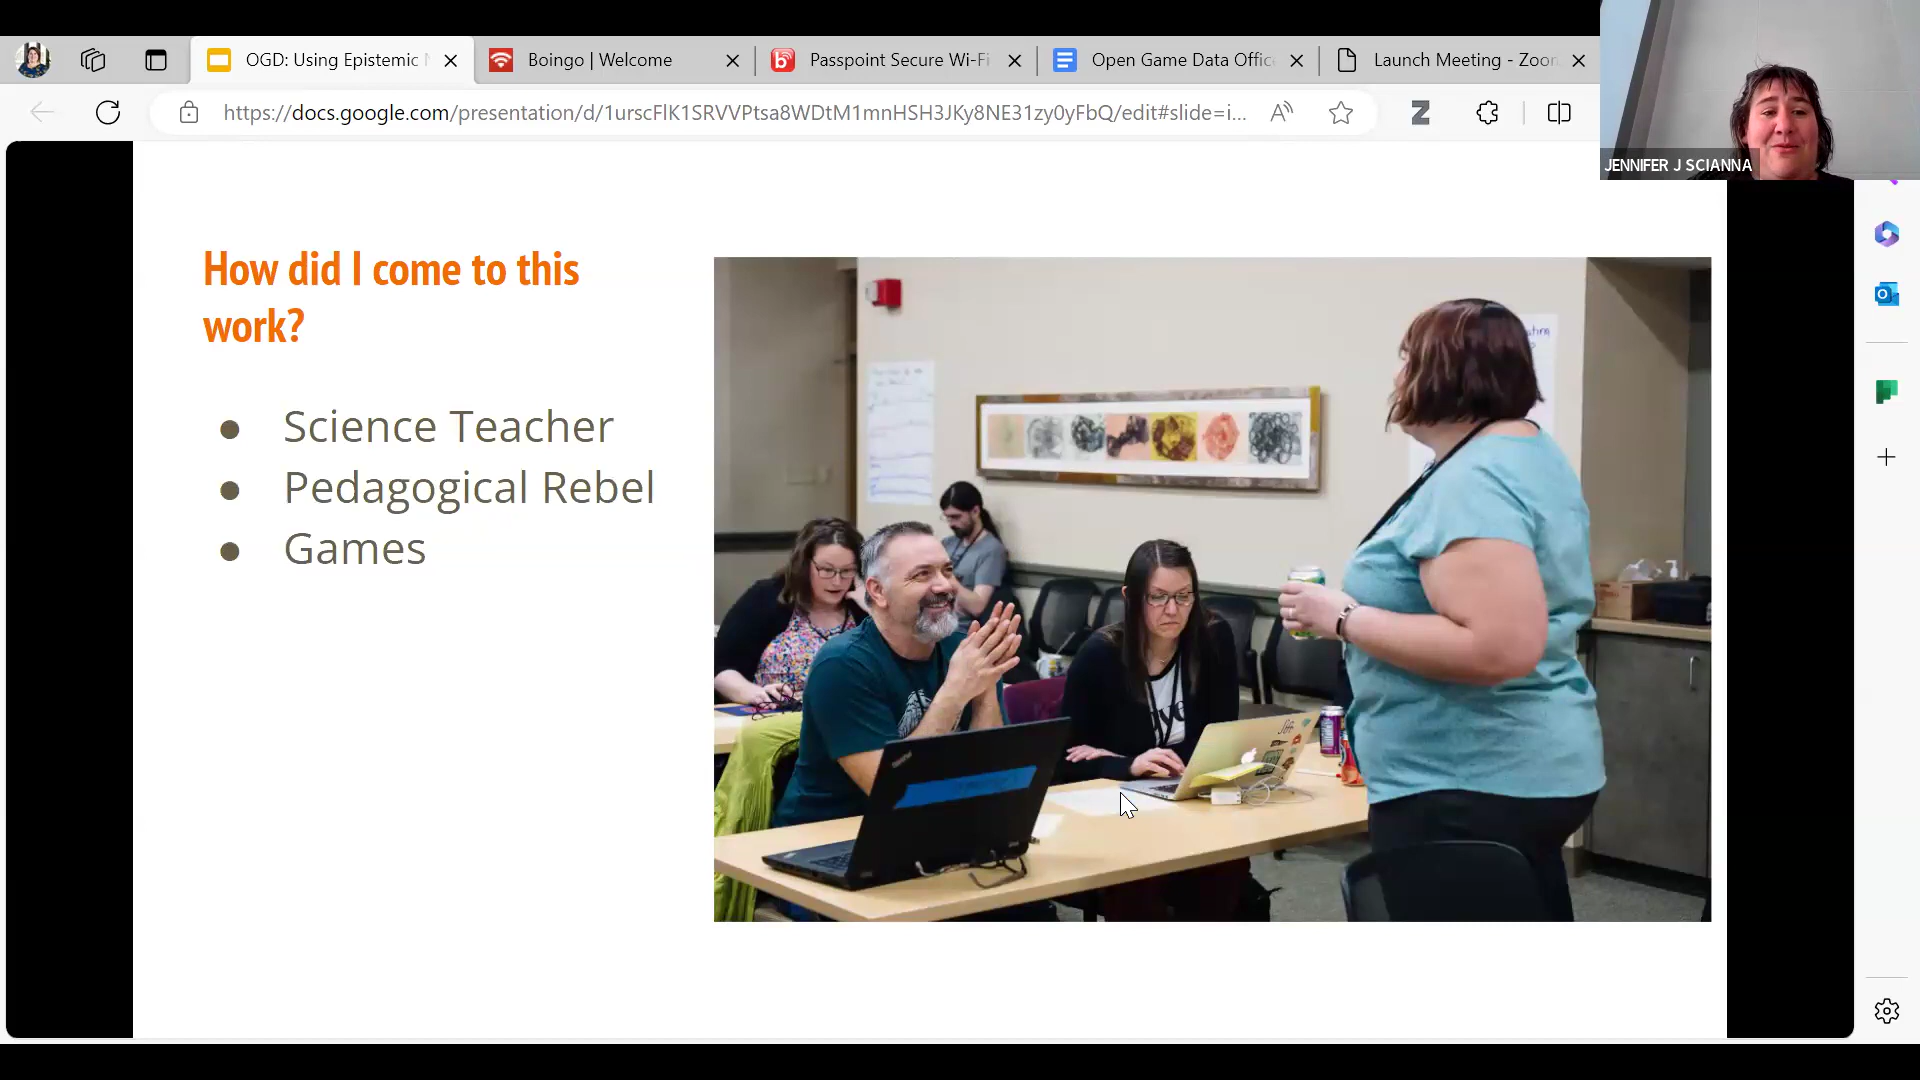 OGD: Using Epistemic
Boingo | Welcome
Passpoint Secure Wi-Fi
Open Game Data Offic
Launch Meeting - Zoom
https://docs.google.com/presentation/d/1urscFlK1SRVVPtsa8WDtM1mnHSH3JKy8NE31zy0yFbQ/edit#slide=i...
JENNIFER J SCIANNA
How did I come to this
work?
● Science Teacher
● Pedagogical Rebel
● Games